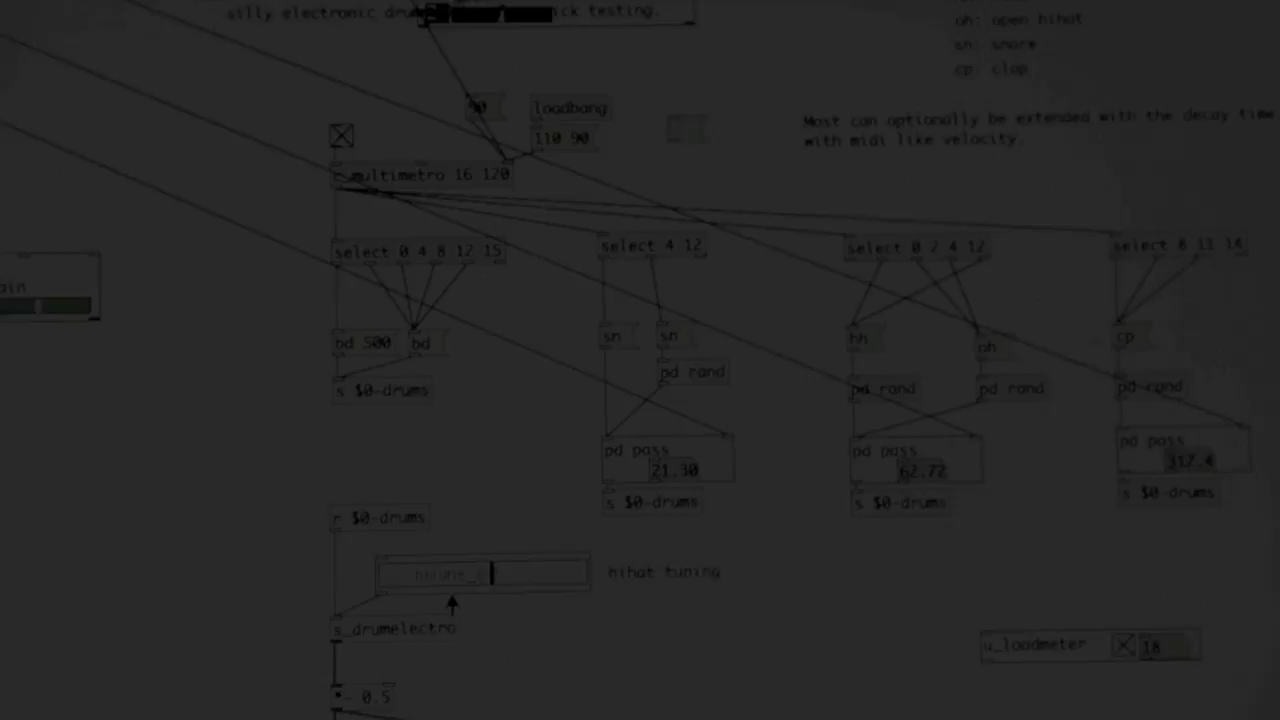 silly electronic
ck testing.
oh: open hihat
sn: snare
cp: clap
90
loadbang
110 90
Most can optionally be extended with the decay time
with midi like velocity.
multimetro 16 120
select 0 4 8 12 15
select 4 12
select 0 2 4 12
select 6 11 14
bd 500
bd
sn
sn
hh
oh
cp
pd rand
pd rand
pd rand
pd rand
s $0-drums
pd pass
21.30
pd pass
62.72
pd pass
317.4
s $0-drums
s $0-drums
s $0-drums
r $0-drums
hihat tuning
s_drumelectro
u_loadmeter
18
*~ 0.5